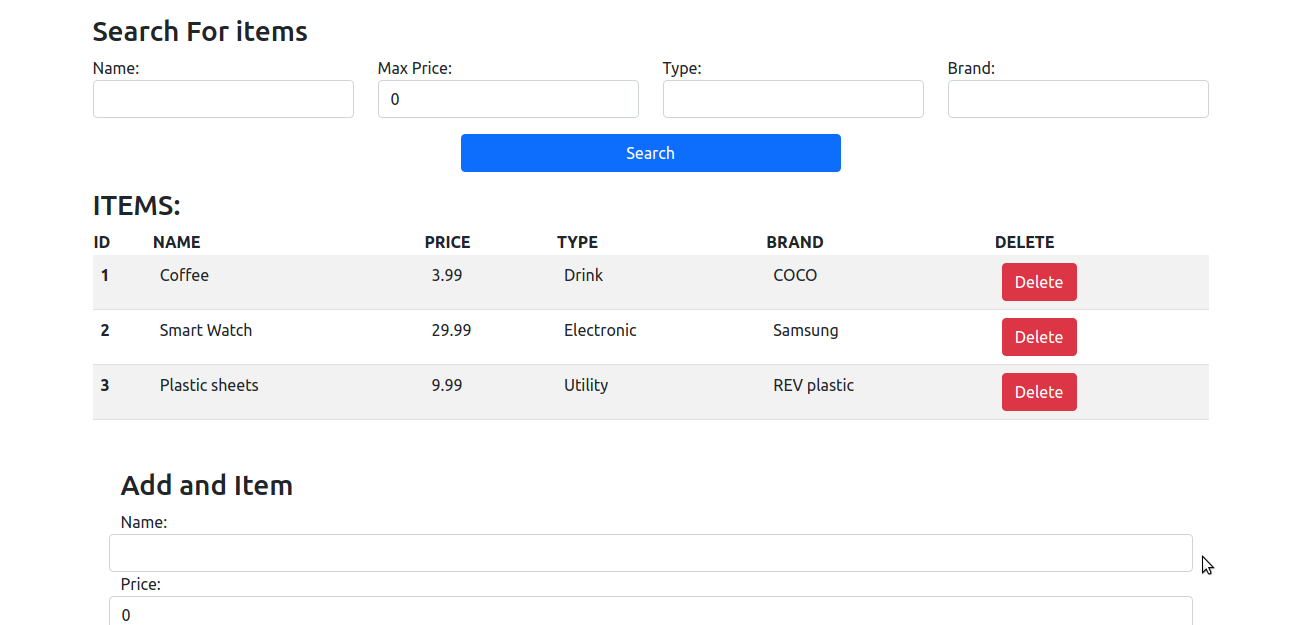 Search For items
Name: Max Price: Type: Brand:
0
Search
ITEMS:
ID NAME PRICE TYPE BRAND DELETE
1 Coffee 3.99 Drink COCO Delete
2 Smart Watch 29.99 Electronic Samsung Delete
3 Plastic sheets 9.99 Utility REV plastic Delete
Add and Item
Name:
Price:
0